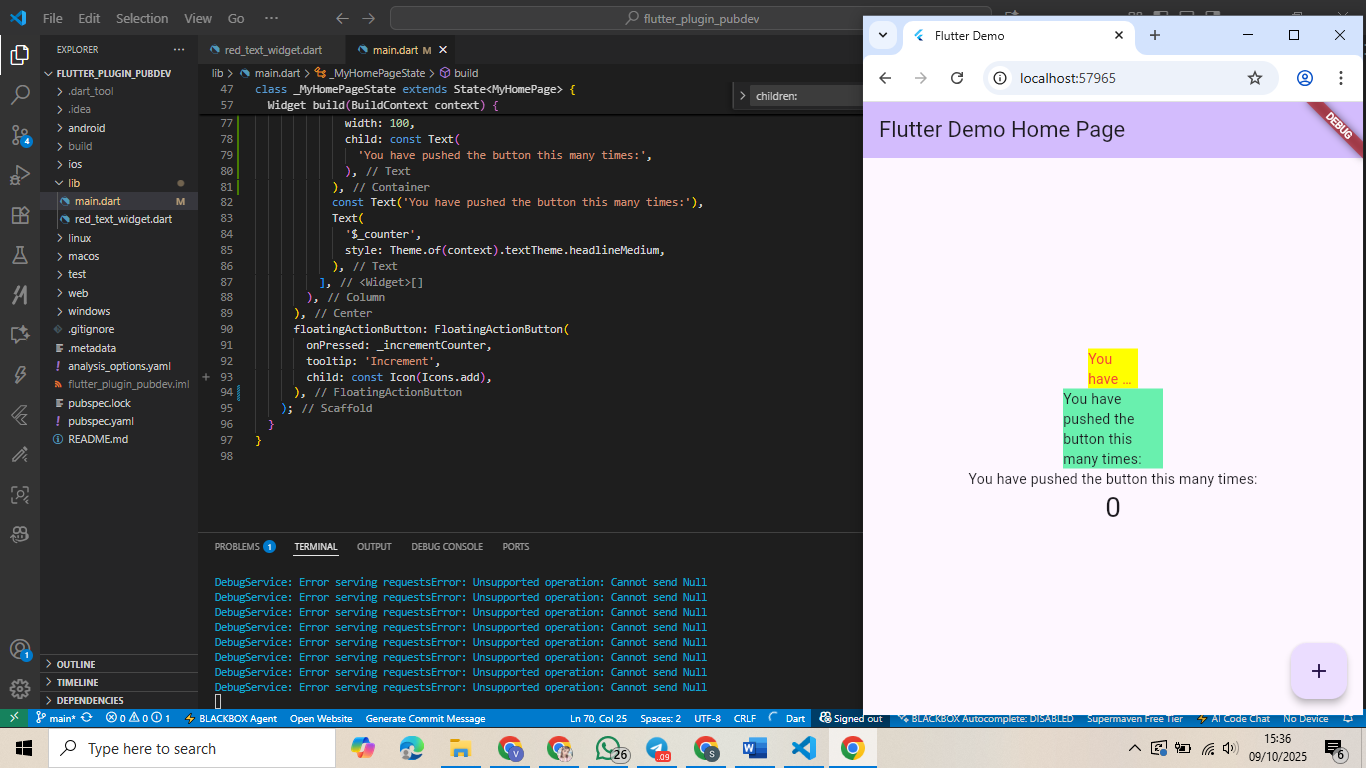 File Edit Selection View Go ··· flutter_plugin_pubdev
EXPLORER ···
FLUTTER_PLUGIN_PUBDEV
.dart_tool
.idea
android
build
ios
lib
main.dart M
red_text_widget.dart
linux
macos
test
web
windows
.gitignore
.metadata
analysis_options.yaml
flutter_plugin_pubdev.iml
pubspec.lock
pubspec.yaml
README.md
OUTLINE
TIMELINE
DEPENDENCIES
4
1
red_text_widget.dart main.dart M
lib > main.dart > _MyHomePageState > build
children:
47 class _MyHomePageState extends State<MyHomePage> {
57 Widget build(BuildContext context) {
77 width: 100,
78 child: const Text(
79 'You have pushed the button this many times:',
80 ), // Text
81 ), // Container
82 const Text('You have pushed the button this many times:'),
83 Text(
84 '$_counter',
85 style: Theme.of(context).textTheme.headlineMedium,
86 ), // Text
87 ], // <Widget>[]
88 ), // Column
89 ), // Center
90 floatingActionButton: FloatingActionButton(
91 onPressed: _incrementCounter,
92 tooltip: 'Increment',
93 child: const Icon(Icons.add),
94 ), // FloatingActionButton
95 ); // Scaffold
96 }
97 }
98
PROBLEMS 1 TERMINAL OUTPUT DEBUG CONSOLE PORTS
DebugService: Error serving requestsError: Unsupported operation: Cannot send Null
DebugService: Error serving requestsError: Unsupported operation: Cannot send Null
DebugService: Error serving requestsError: Unsupported operation: Cannot send Null
DebugService: Error serving requestsError: Unsupported operation: Cannot send Null
DebugService: Error serving requestsError: Unsupported operation: Cannot send Null
DebugService: Error serving requestsError: Unsupported operation: Cannot send Null
DebugService: Error serving requestsError: Unsupported operation: Cannot send Null
DebugService: Error serving requestsError: Unsupported operation: Cannot send Null
Flutter Demo
localhost:57965
Flutter Demo Home Page
DEBUG
You
have ...
You have
pushed the
button this
many times:
You have pushed the button this many times:
0
main* 0 0 1 BLACKBOX Agent Open Website Generate Commit Message Ln 70, Col 25 Spaces: 2 UTF-8 CRLF Dart Signed out BLACKBOX Autocomplete: DISABLED Supermaven Free Tier AI Code Chat No Device
Type here to search
V
26
.09
S
15:36
09/10/2025
6